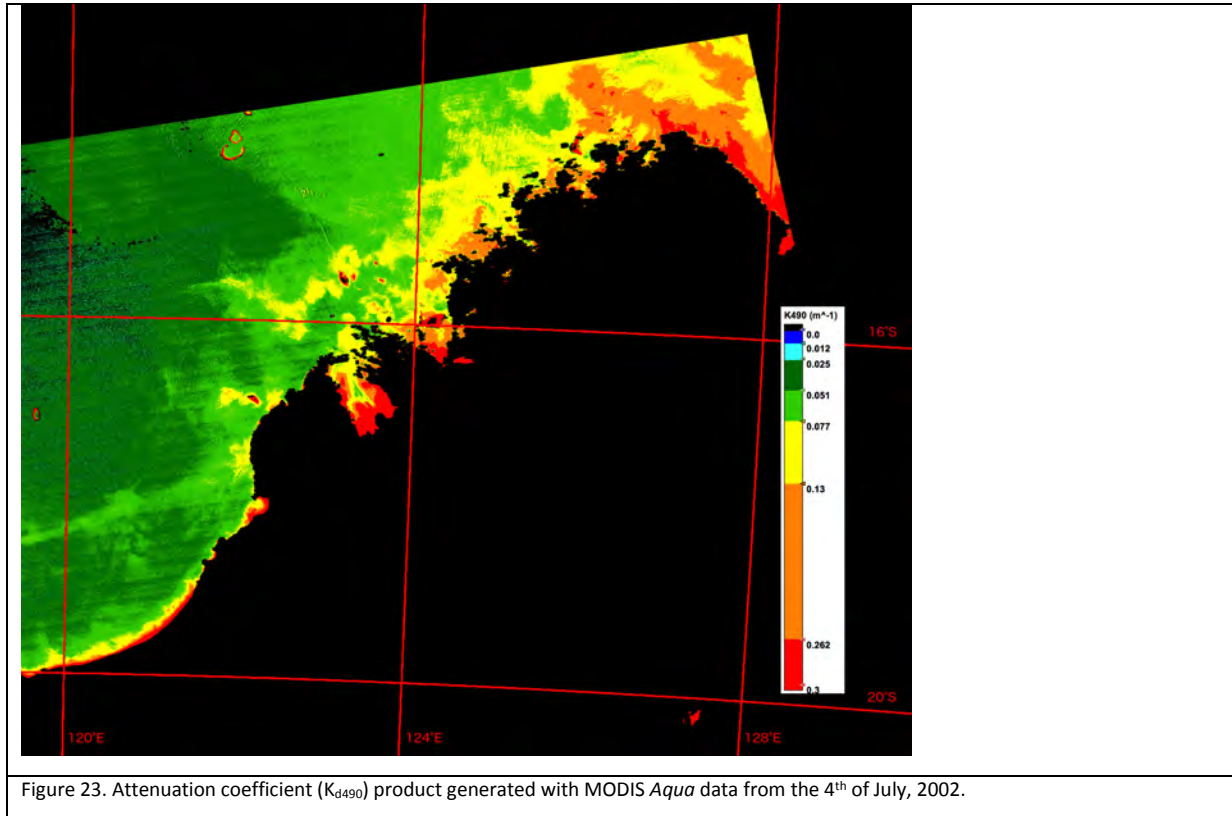 K490 (m^-1)
0.0
0.012
0.025
0.051
0.077
0.13
0.262
0.3
16°S
20°S
120°E
124°E
128°E
Figure 23. Attenuation coefficient (Kd490) product generated with MODIS Aqua data from the 4th of July, 2002.